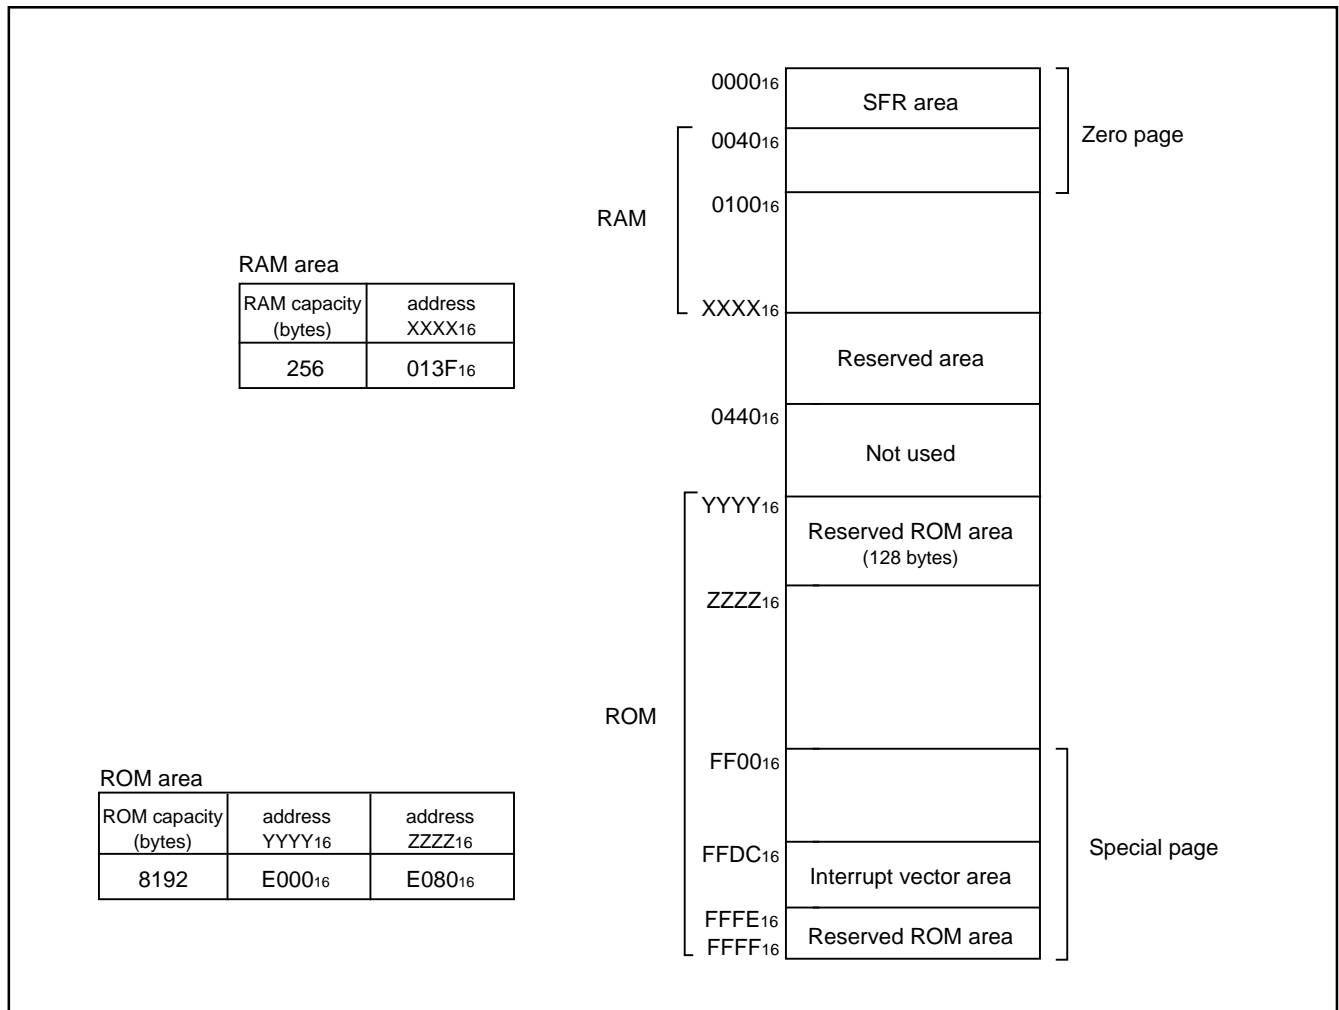 0000₁₆
SFR area
0040₁₆
Zero page
0100₁₆
RAM
RAM area
RAM capacity
(bytes)
address
XXXX₁₆
256
013F₁₆
XXXX₁₆
Reserved area
0440₁₆
Not used
YYYY₁₆
Reserved ROM area
(128 bytes)
ZZZZ₁₆
ROM
FF00₁₆
ROM area
ROM capacity
(bytes)
address
YYYY₁₆
address
ZZZZ₁₆
8192
E000₁₆
E080₁₆
FFDC₁₆
Special page
Interrupt vector area
FFFE₁₆
FFFF₁₆
Reserved ROM area